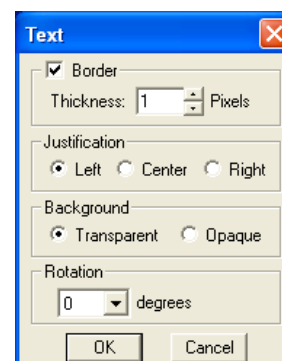 Text
Border
Thickness: 1 Pixels
Justification
Left Center Right
Background
Transparent Opaque
Rotation
0 degrees
OK Cancel